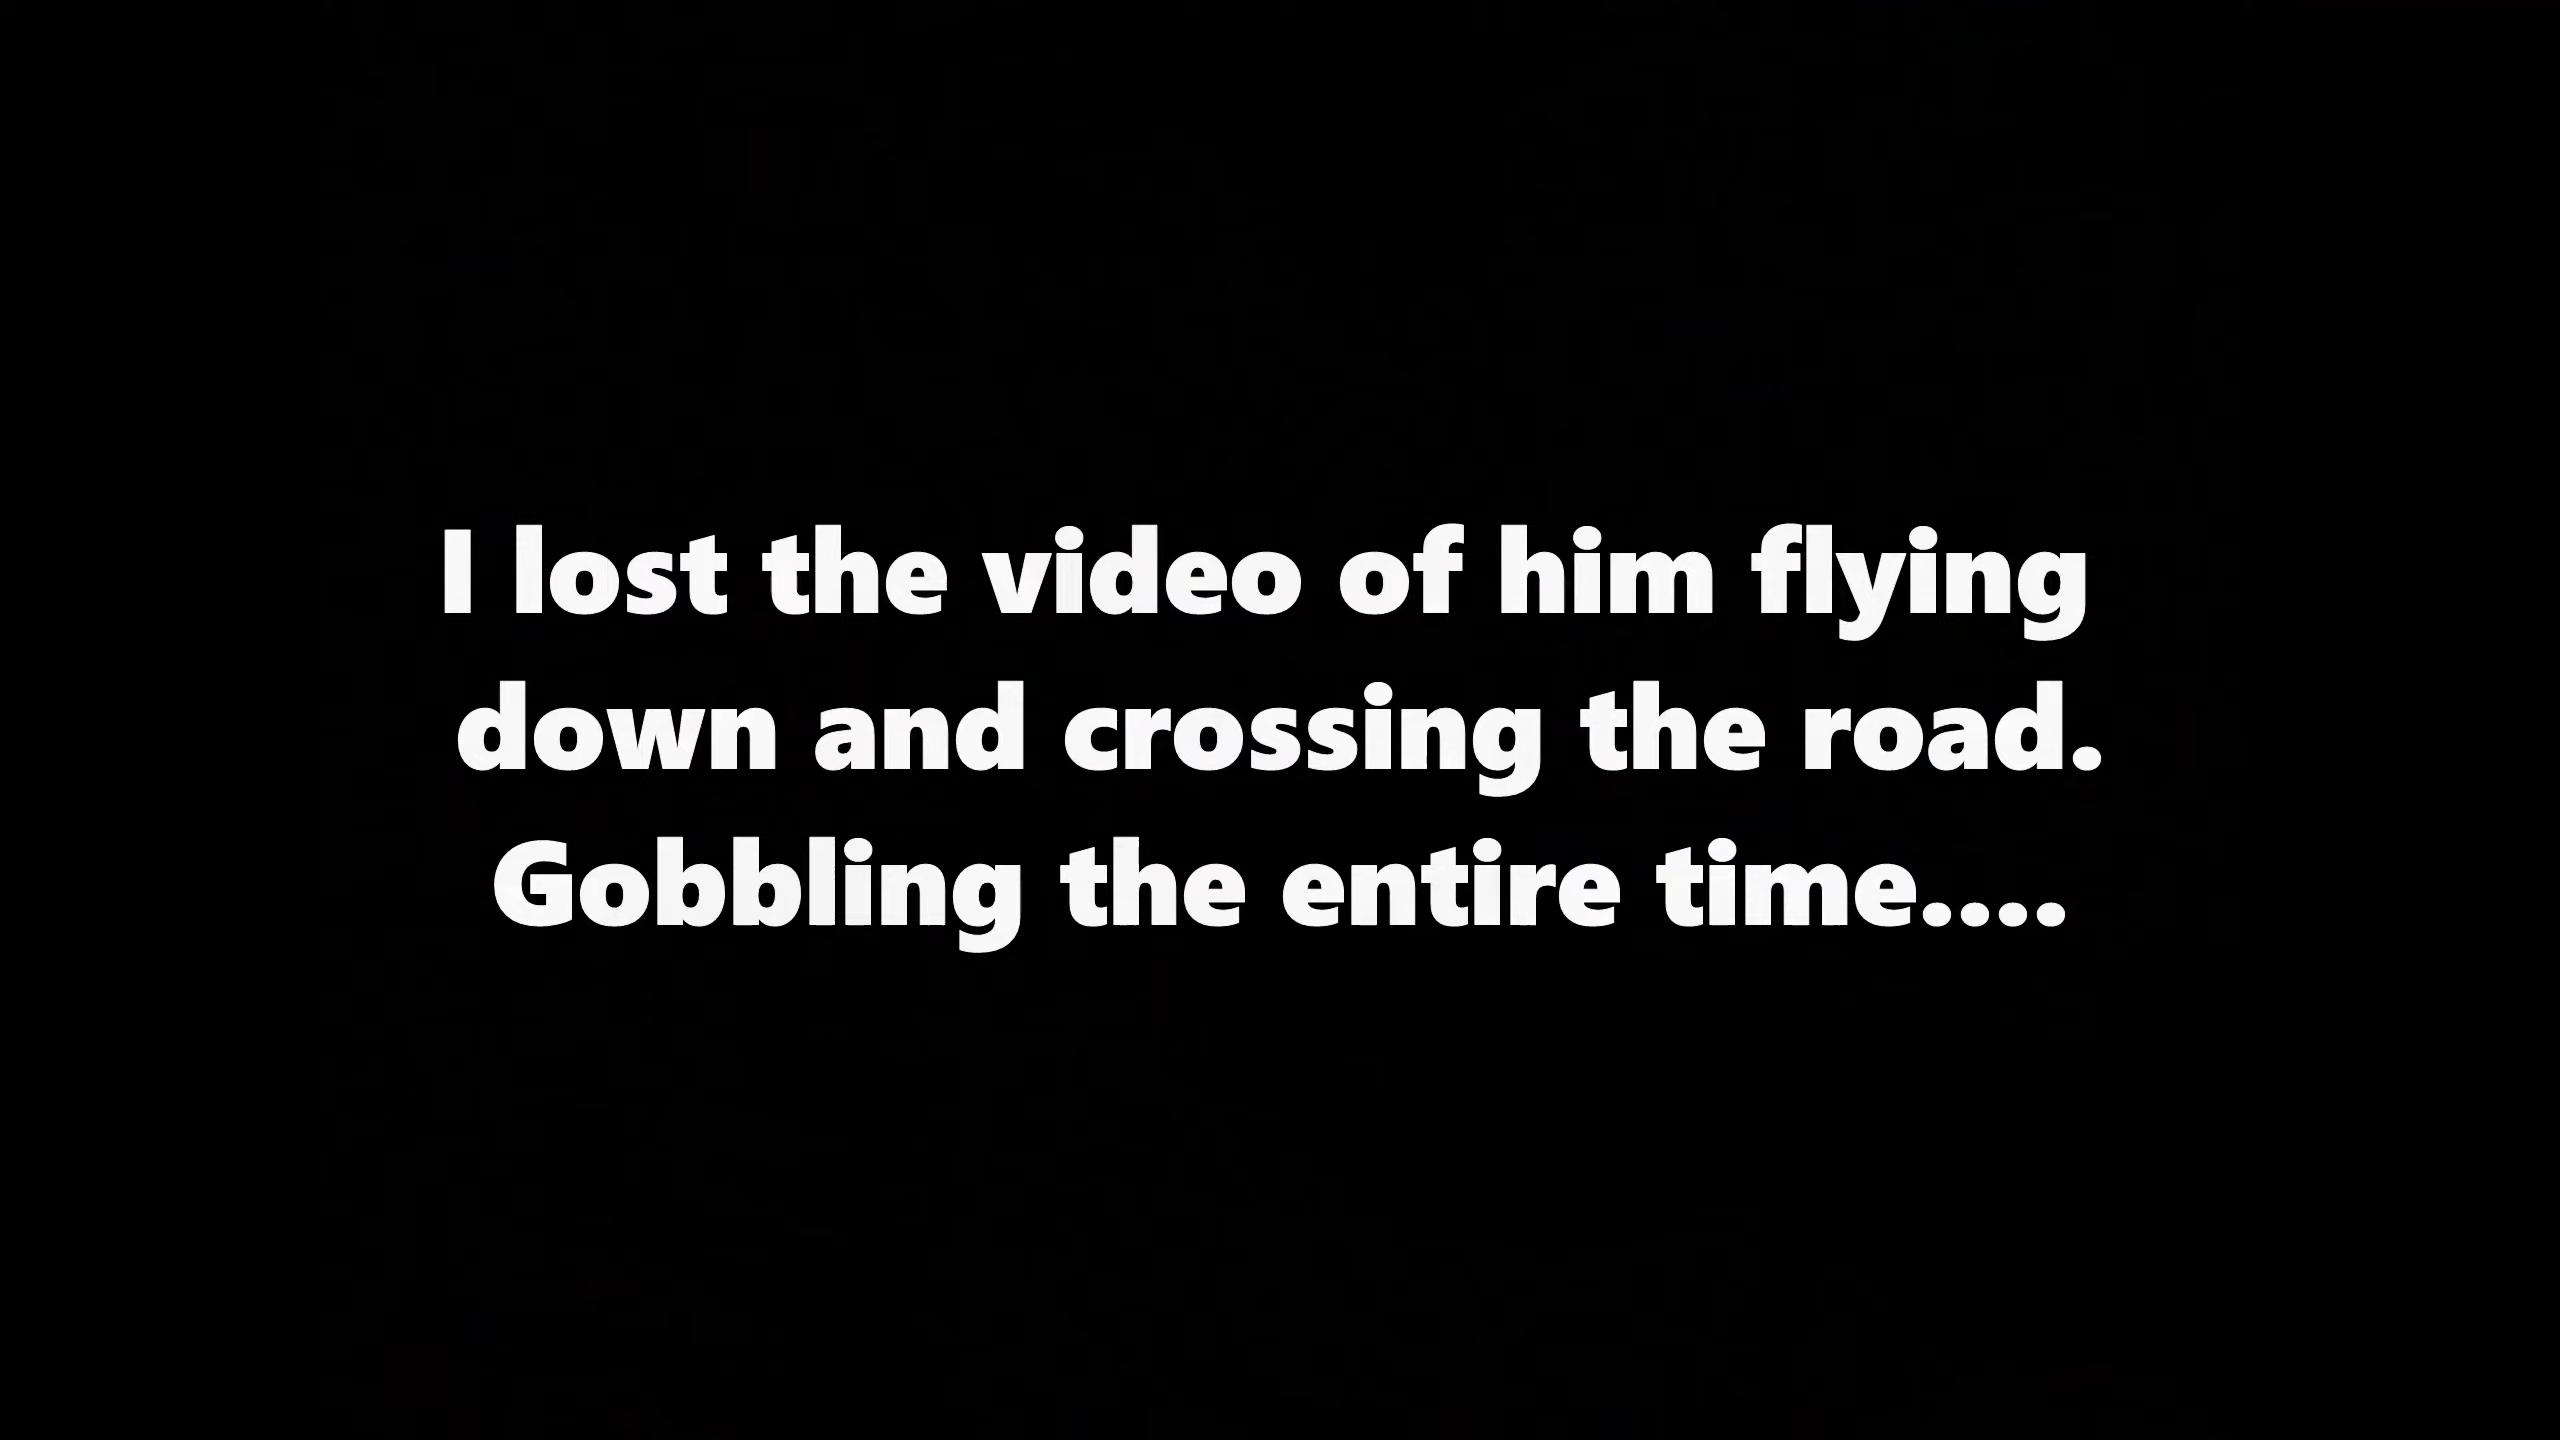 I lost the video of him flying
down and crossing the road.
Gobbling the entire time....